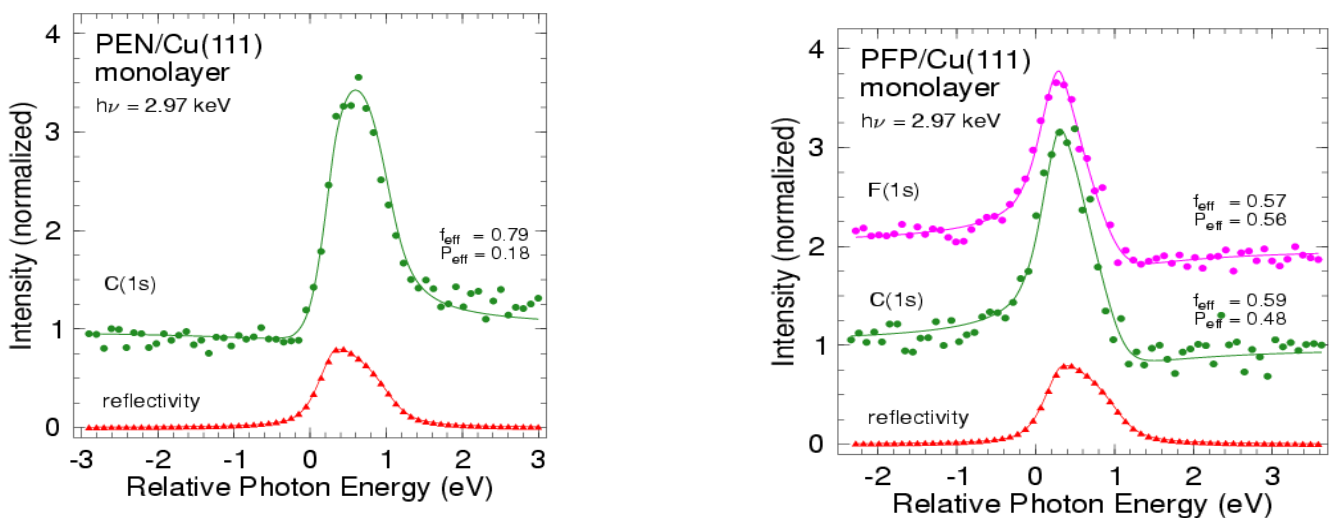 PEN/Cu(111)
monolayer
hν = 2.97 keV
C(1s)
f_eff = 0.79
P_eff = 0.18
reflectivity
Intensity (normalized)
4
3
2
1
0
-3 -2 -1 0 1 2 3
Relative Photon Energy (eV)
PFP/Cu(111)
monolayer
hν = 2.97 keV
F(1s)
f_eff = 0.57
P_eff = 0.56
C(1s)
f_eff = 0.59
P_eff = 0.48
reflectivity
Intensity (normalized)
4
3
2
1
0
-2 -1 0 1 2 3
Relative Photon Energy (eV)